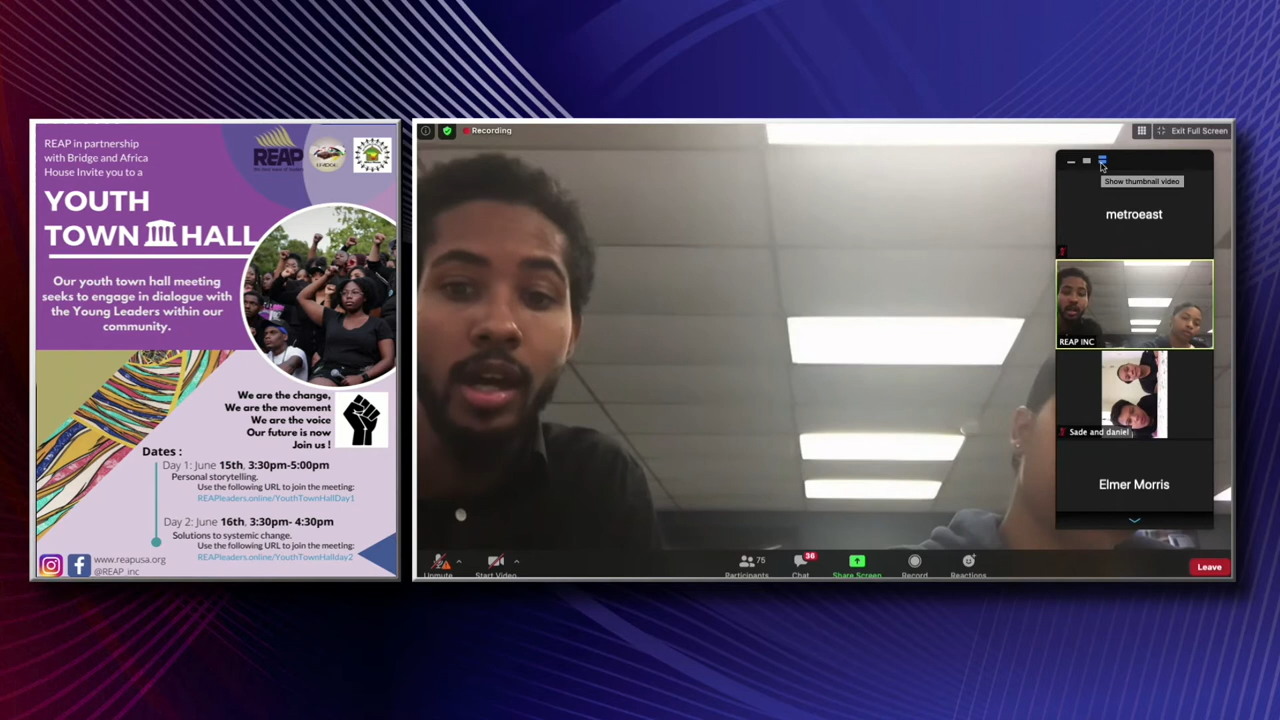 REAP in partnership
with Bridge and Africa
House Invite you to a
REAP
YOUTH
TOWN HALL
Our youth town hall meeting
seeks to engage in dialogue with
the Young Leaders within our
community.
We are the change,
We are the movement
We are the voice
Our future is now
Join us !
Dates :
Day 1: June 15th, 3:30pm-5:00pm
Personal storytelling.
Use the following URL to join the meeting:
REAPleaders.online/YouthTownHallDay1
Day 2: June 16th, 3:30pm- 4:30pm
Solutions to systemic change.
Use the following URL to join the meeting:
REAPleaders.online/YouthTownHallday2
www.reapusa.org
@REAP_inc
Recording
Exit Full Screen
Show thumbnail video
metroeast
REAP INC
Sade and daniel
Elmer Morris
Unmute
Start Video
75
Participants
36
Chat
Share Screen
Record
Reactions
Leave